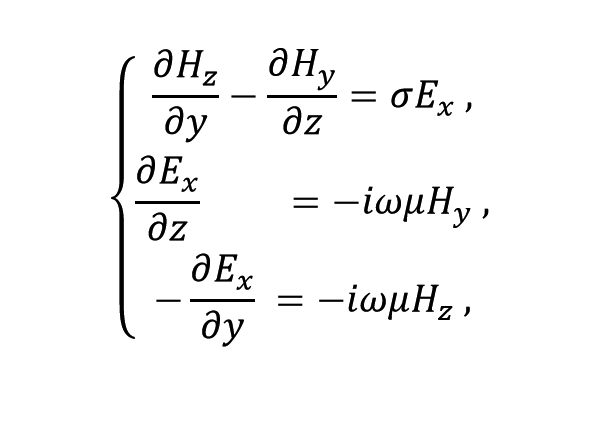 ∂H_z/∂y − ∂H_y/∂z = σE_x ,
∂E_x/∂z = −iωμH_y ,
−∂E_x/∂y = −iωμH_z ,